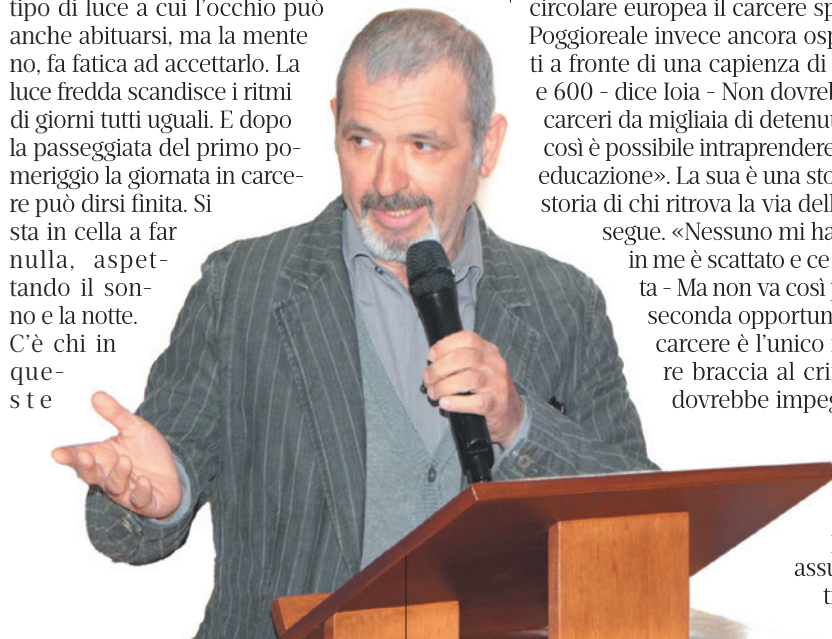 tipo di luce a cui l'occhio può
anche abituarsi, ma la mente
no, fa fatica ad accettarlo. La
luce fredda scandisce i ritmi
di giorni tutti uguali. E dopo
la passeggiata del primo po-
meriggio la giornata in carce-
re può dirsi finita. Si
sta in cella a far
nulla, aspet-
tando il son-
no e la notte.
C'è chi in
que-
ste
circolare europea il carcere sp
Poggioreale invece ancora osp
ti a fronte di una capienza di
e 600 - dice Ioia - Non dovreb
carceri da migliaia di detenu
così è possibile intraprendere
educazione». La sua è una sto
storia di chi ritrova la via dell
segue. «Nessuno mi ha
in me è scattato e ce
ta - Ma non va così
seconda opportun
carcere è l'unico
re braccia al cri
dovrebbe impeg
assu